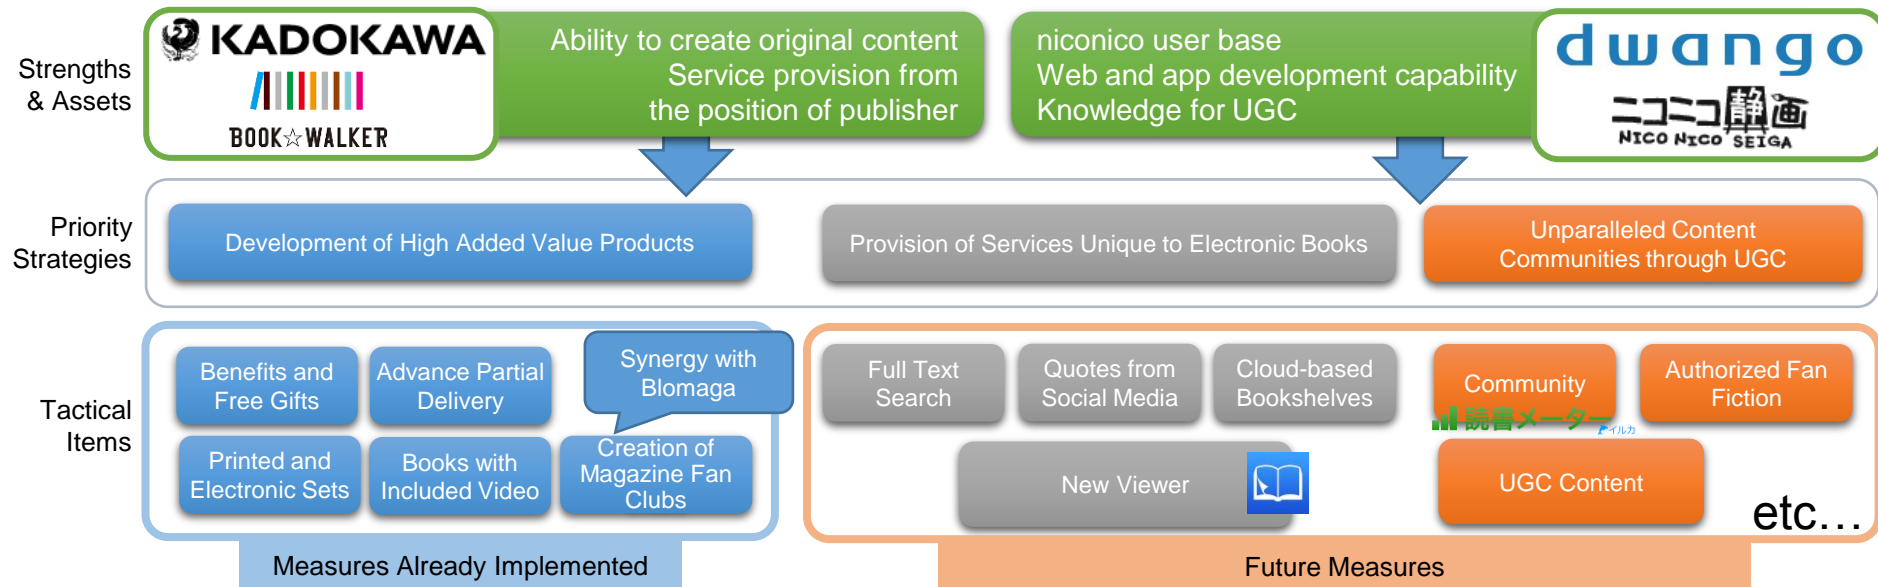 Strengths
& Assets
KADOKAWA
BOOK☆WALKER
Ability to create original content
Service provision from
the position of publisher
niconico user base
Web and app development capability
Knowledge for UGC
dwango
ニコニコ静画
NICO NICO SEIGA
Priority
Strategies
Development of High Added Value Products
Provision of Services Unique to Electronic Books
Unparalleled Content
Communities through UGC
Tactical
Items
Benefits and
Free Gifts
Advance Partial
Delivery
Synergy with
Blomaga
Printed and
Electronic Sets
Books with
Included Video
Creation of
Magazine Fan
Clubs
Full Text
Search
Quotes from
Social Media
Cloud-based
Bookshelves
Community
読書メーター
イルカ
Authorized Fan
Fiction
New Viewer
UGC Content
etc…
Measures Already Implemented
Future Measures